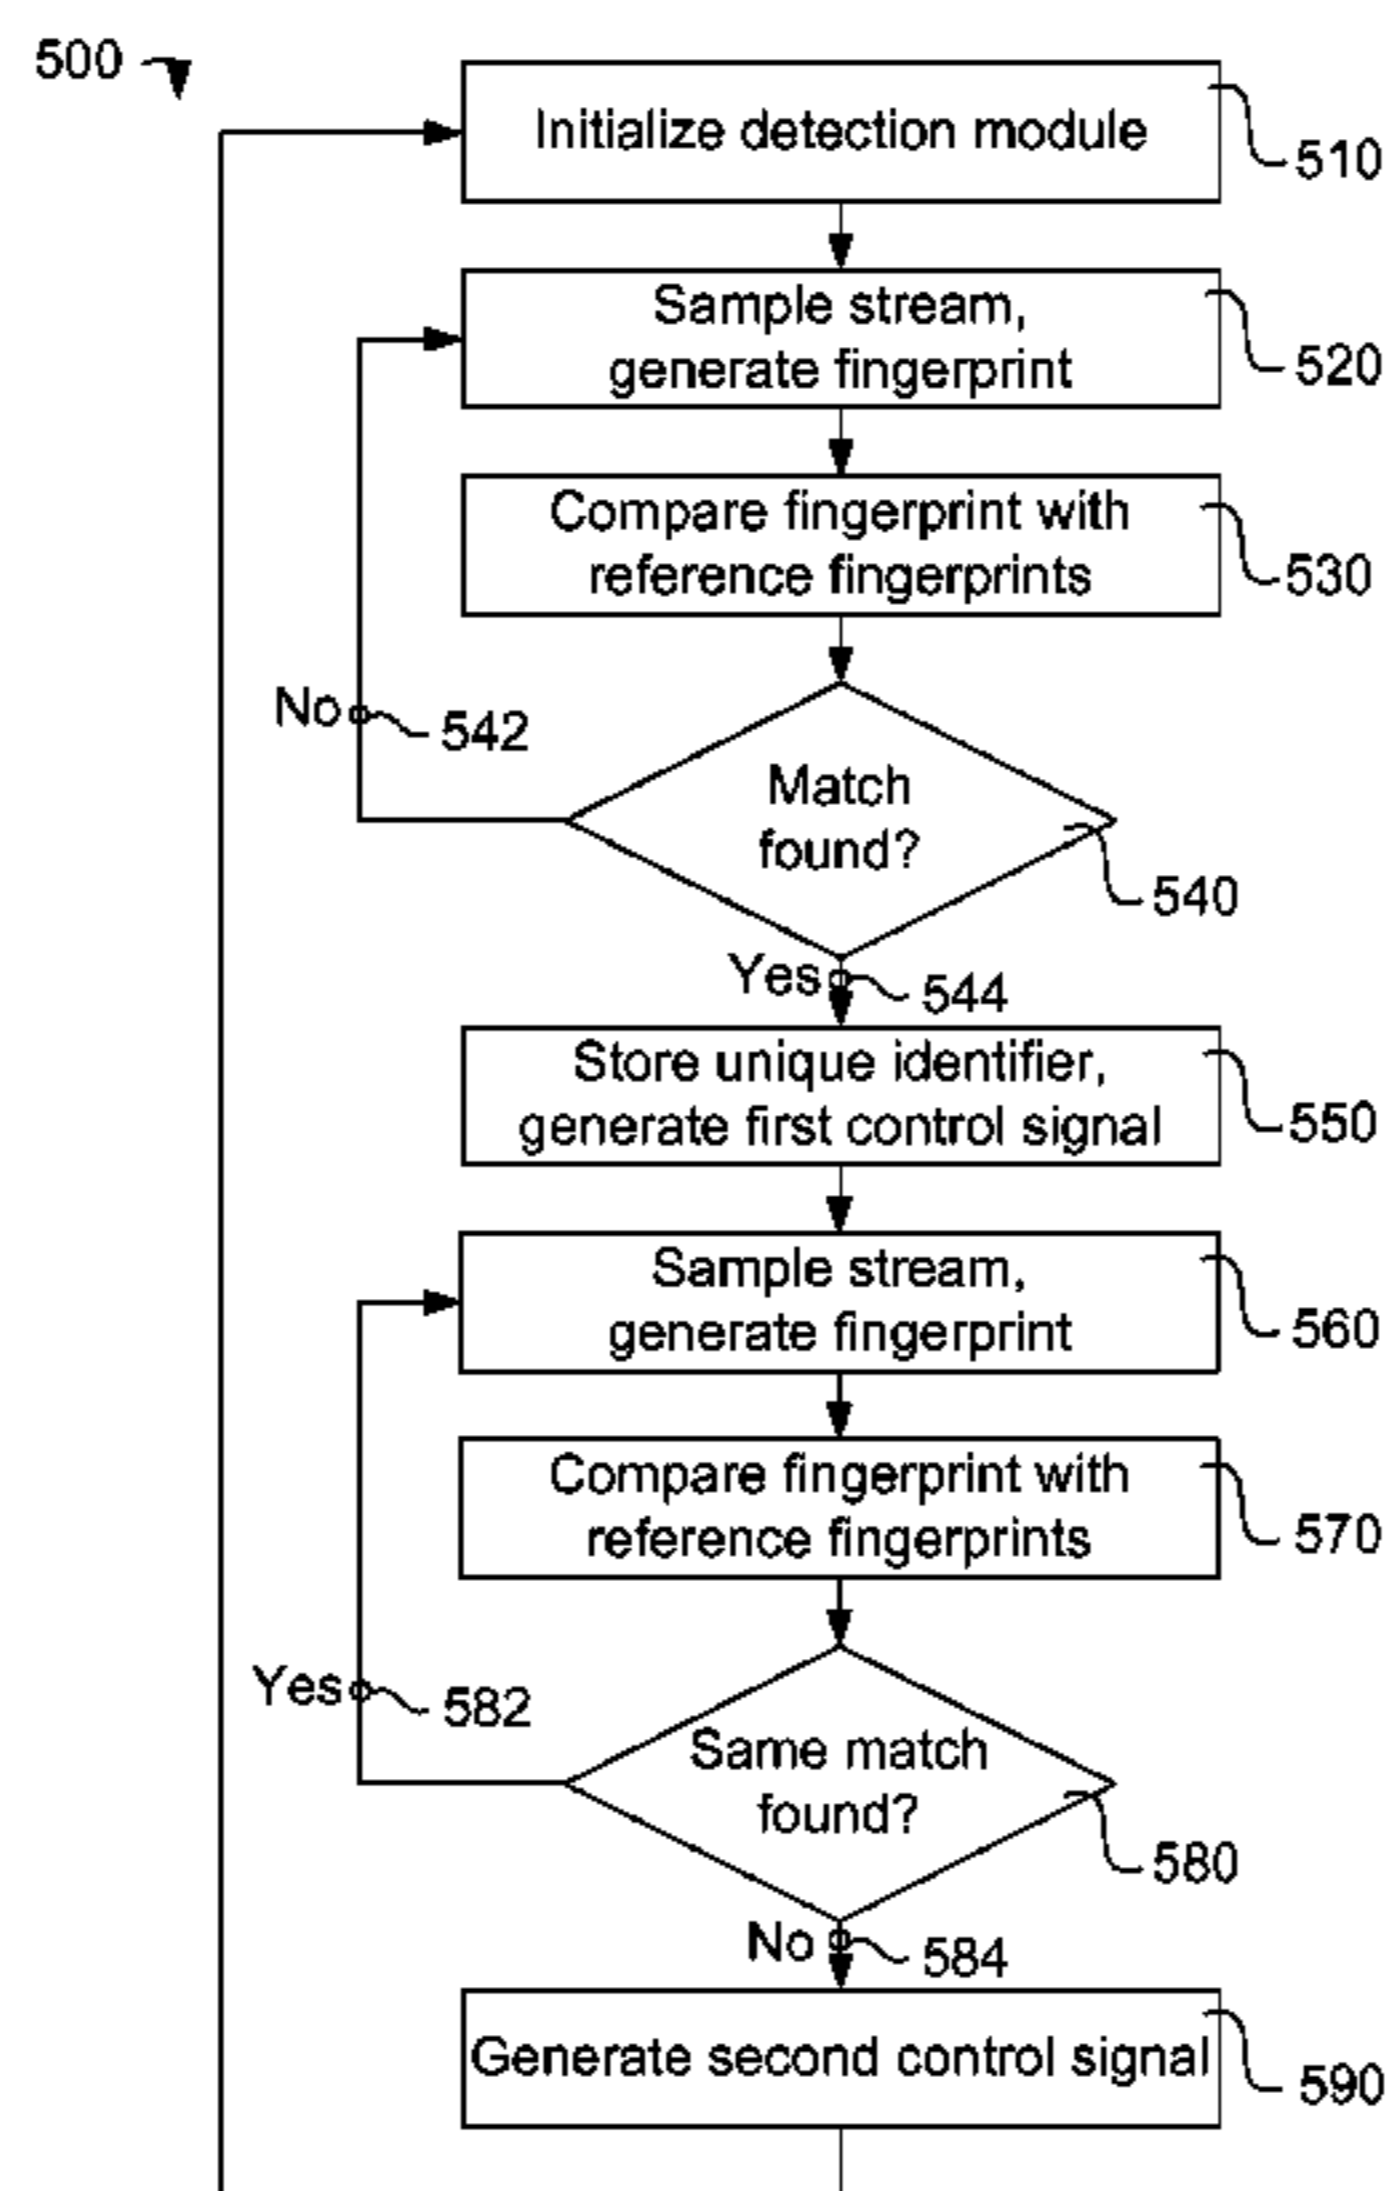 500
Initialize detection module
510
Sample stream,
generate fingerprint
520
Compare fingerprint with
reference fingerprints
530
No
542
Match
found?
540
Yes
544
Store unique identifier,
generate first control signal
550
Sample stream,
generate fingerprint
560
Compare fingerprint with
reference fingerprints
570
Yes
582
Same match
found?
580
No
584
Generate second control signal
590